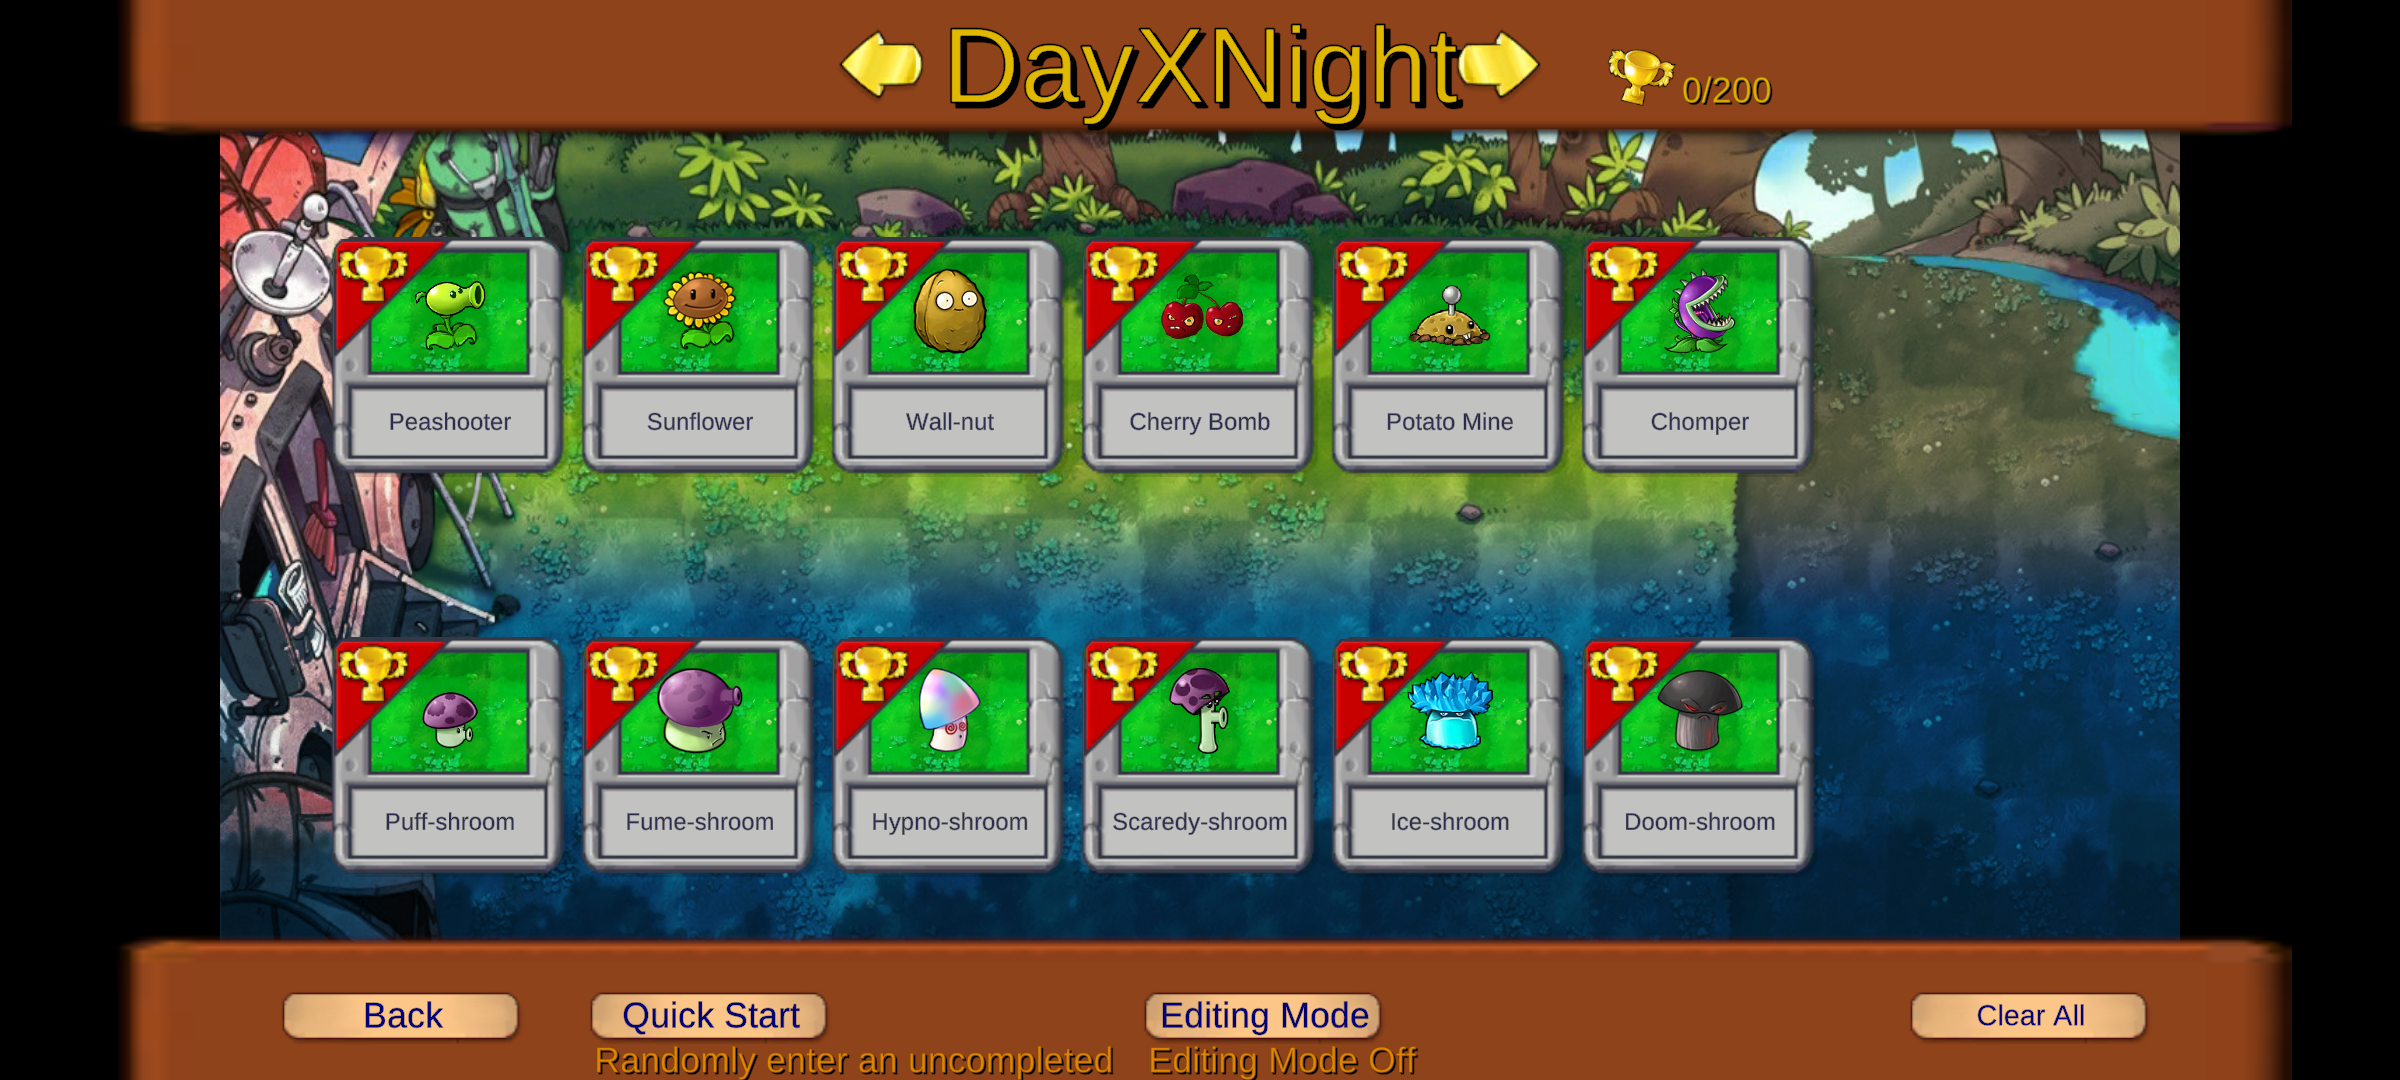 DayXNight
0/200
Peashooter
Sunflower
Wall-nut
Cherry Bomb
Potato Mine
Chomper
Puff-shroom
Fume-shroom
Hypno-shroom
Scaredy-shroom
Ice-shroom
Doom-shroom
Back
Quick Start
Editing Mode
Clear All
Randomly enter an uncompleted
Editing Mode Off